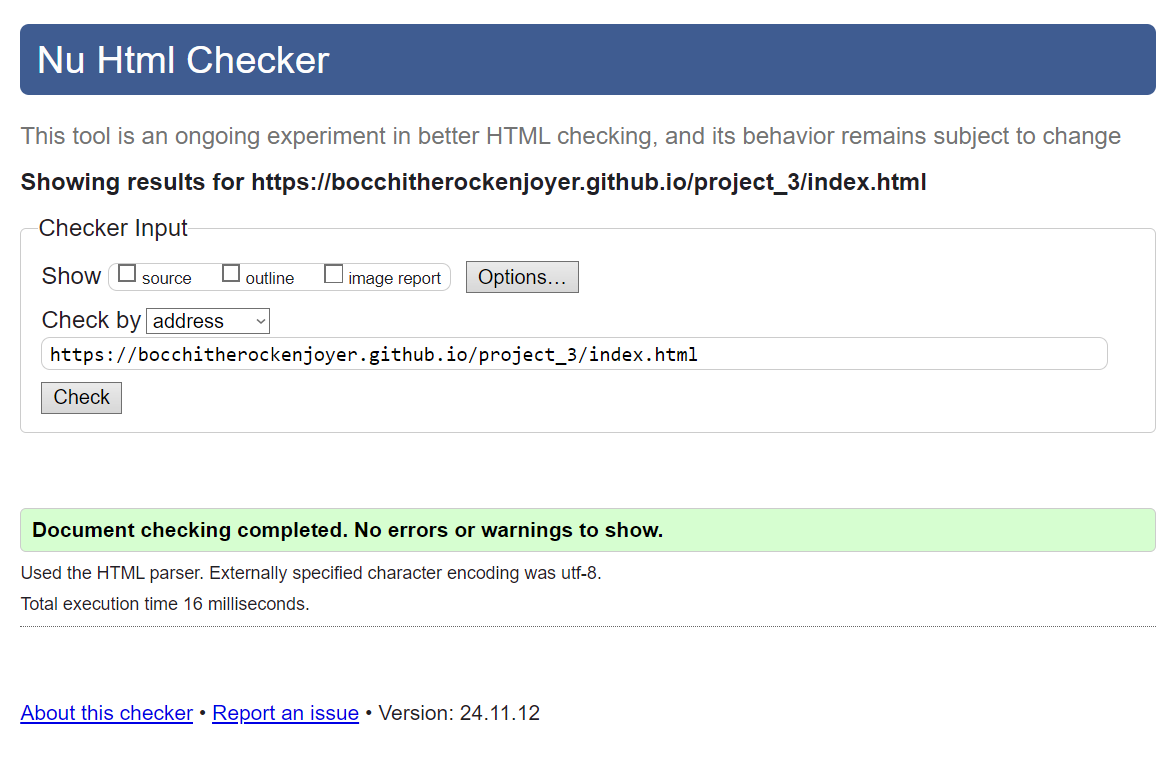 Nu Html Checker
This tool is an ongoing experiment in better HTML checking, and its behavior remains subject to change
Showing results for https://bocchitherockenjoyer.github.io/project_3/index.html
Checker Input
Show source outline image report Options…
Check by address
https://bocchitherockenjoyer.github.io/project_3/index.html
Check
Document checking completed. No errors or warnings to show.
Used the HTML parser. Externally specified character encoding was utf-8.
Total execution time 16 milliseconds.
About this checker • Report an issue • Version: 24.11.12